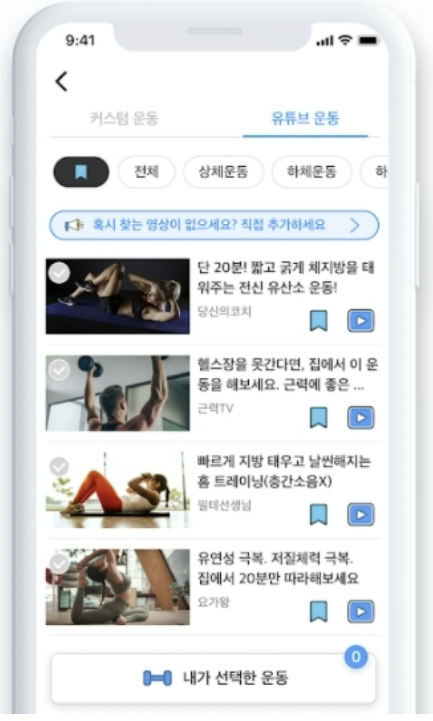 9:41
커스텀 운동
유튜브 운동
전체
상체운동
하체운동
하
혹시 찾는 영상이 없으세요? 직접 추가하세요
단 20분! 짧고 굵게 체지방을 태
워주는 전신 유산소 운동!
당신의코치
헬스장을 못간다면, 집에서 이 운
동을 해보세요. 근력에 좋은 ...
근력TV
빠르게 지방 태우고 날씬해지는
홈 트레이닝(층간소음X)
필테선생님
유연성 극복. 저질체력 극복.
집에서 20분만 따라해보세요
요가왕
0
내가 선택한 운동